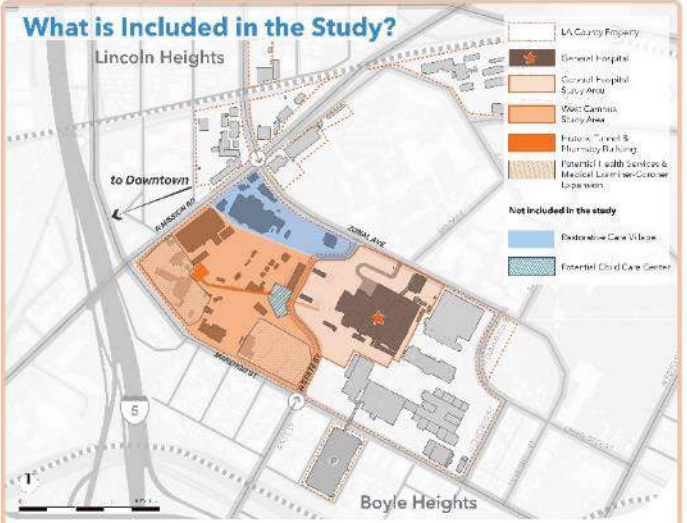 What is Included in the Study?
Lincoln Heights
LA County Property
General Hospital
General Hospital
Study Area
West Campus
Study Area
Historic Tunnel &
Pharmacy Building
Potential Health Services &
Medical Examiner-Coroner
Expansion
Not included in the study
Restorative Care Village
Potential Child Care Center
to Downtown
N MISSION RD
ZONAL AVE
MARENGO ST
N STATE ST
5
Boyle Heights